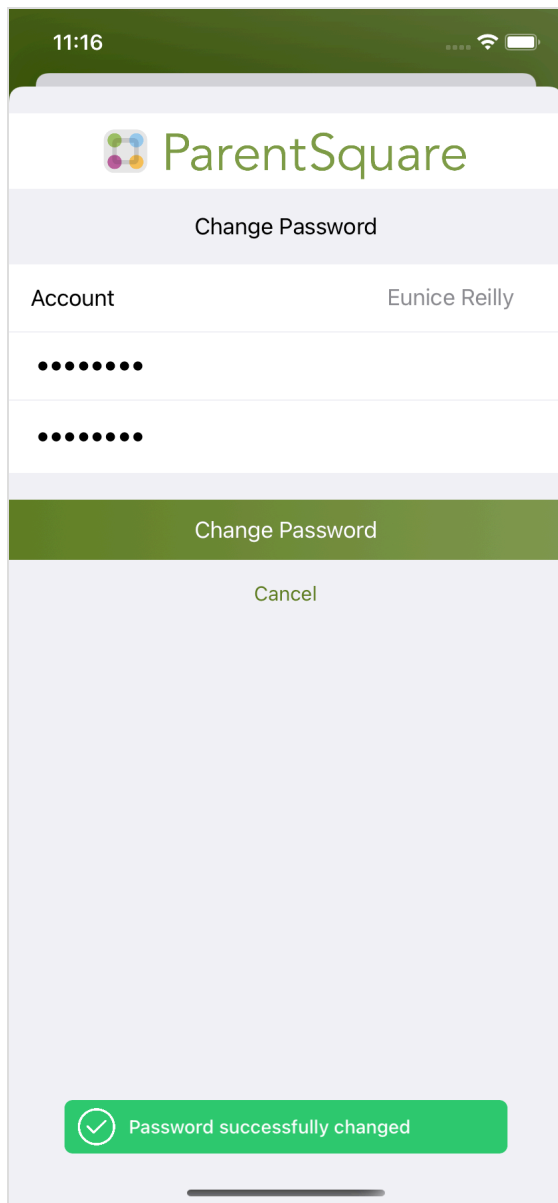 11:16
ParentSquare
Change Password
Account Eunice Reilly
••••••••
••••••••
Change Password
Cancel
Password successfully changed